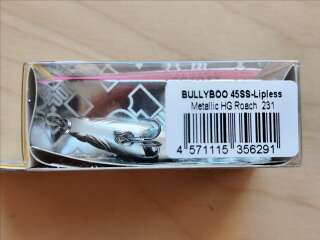 BULLYBOO 45SS-Lipless
Metallic HG Roach 231
4 571115 356291